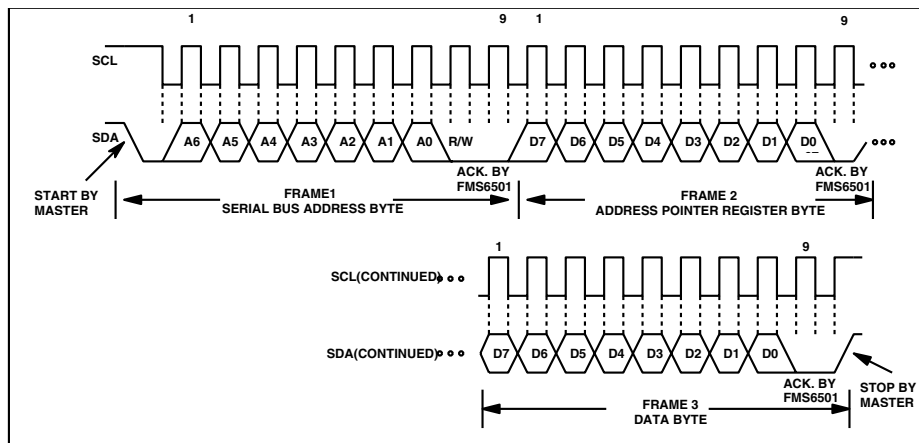 1 9 1 9
SCL
SDA A6 A5 A4 A3 A2 A1 A0 R/W D7 D6 D5 D4 D3 D2 D1 D0
START BY
MASTER
ACK. BY
FMS6501
ACK. BY
FMS6501
FRAME1
SERIAL BUS ADDRESS BYTE
FRAME 2
ADDRESS POINTER REGISTER BYTE
1 9
SCL(CONTINUED)
SDA(CONTINUED) D7 D6 D5 D4 D3 D2 D1 D0
ACK. BY
FMS6501
STOP BY
MASTER
FRAME 3
DATA BYTE